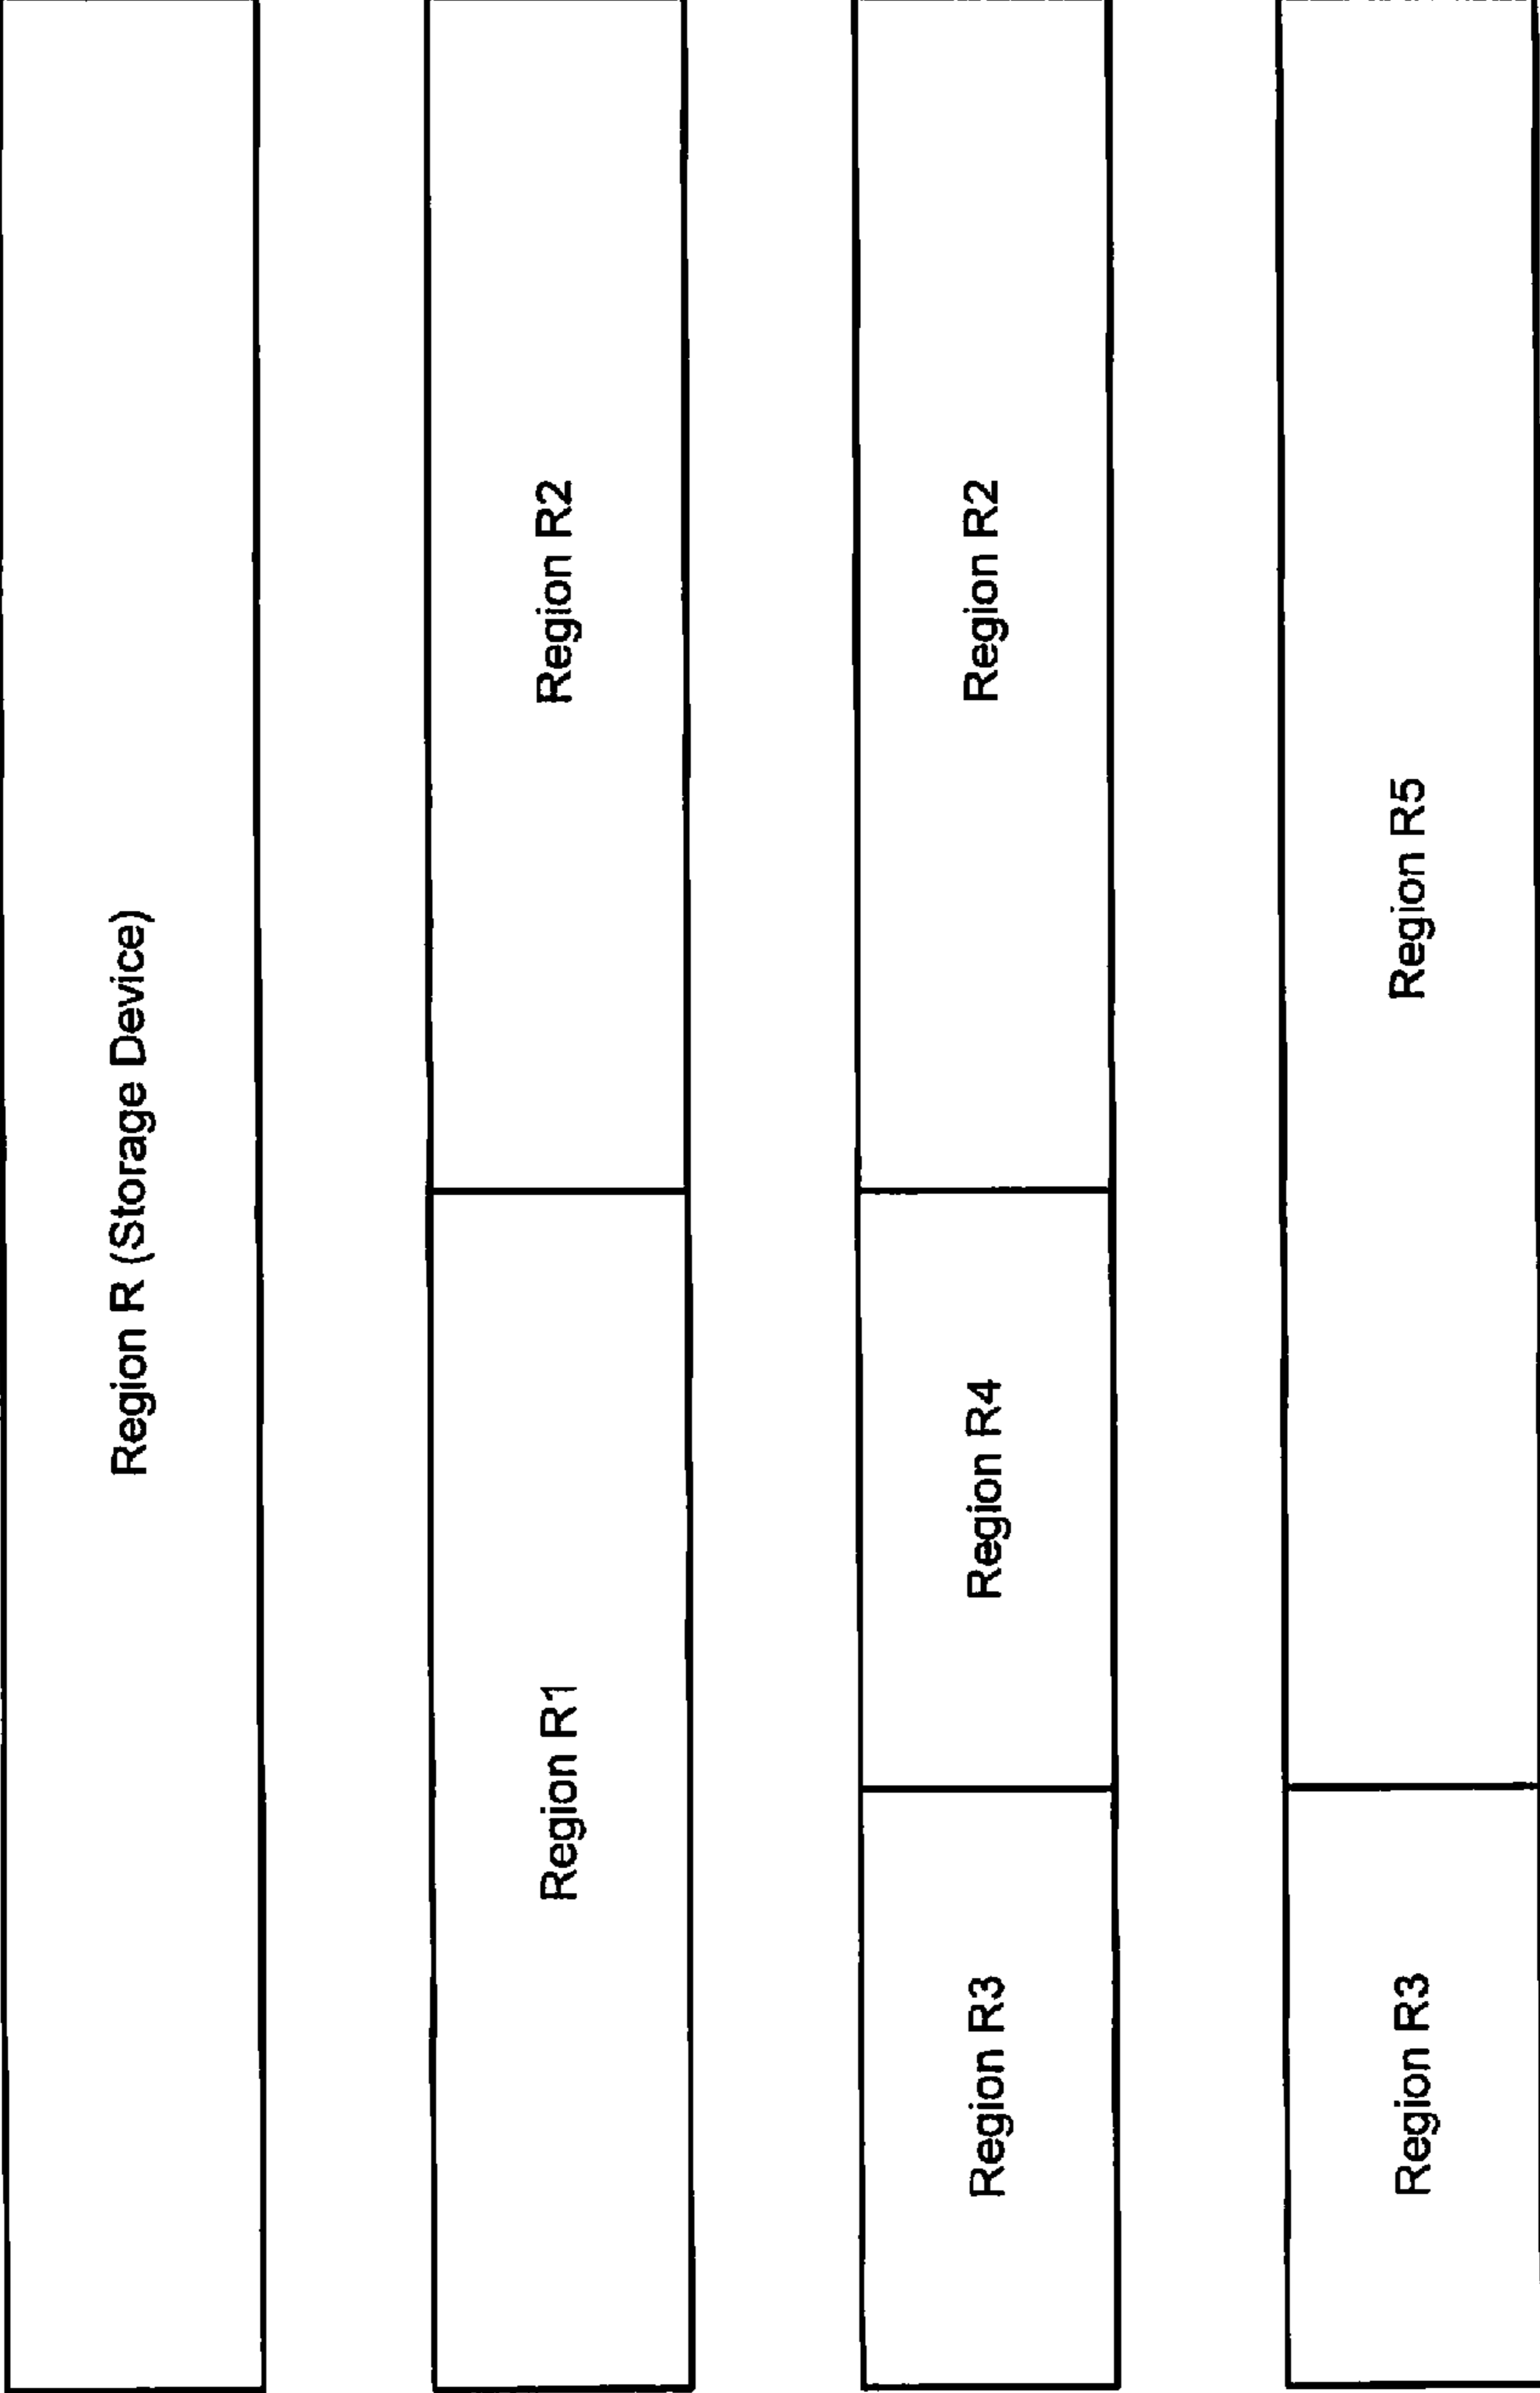 Region R (Storage Device)
Region R1
Region R2
Region R3
Region R4
Region R2
Region R3
Region R5